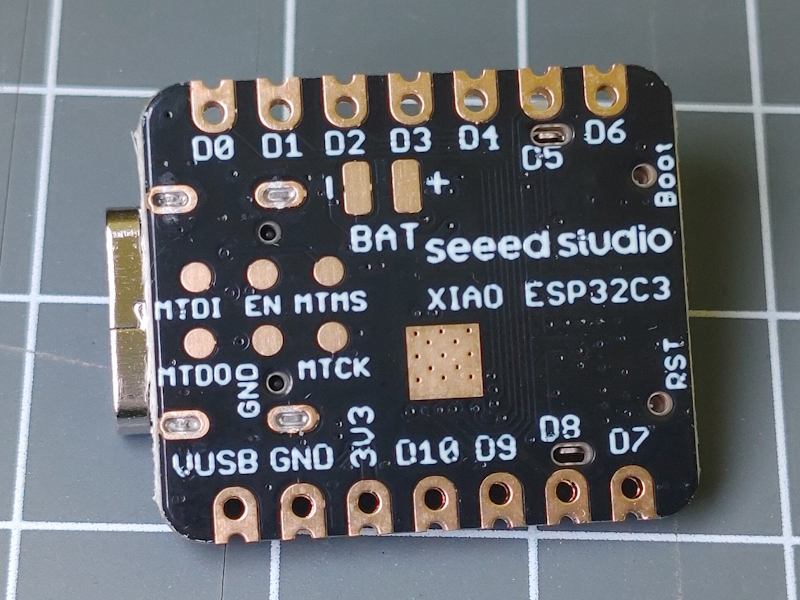 D0 D1 D2 D3 D4 D5 D6
- +
Boot
BAT
seeed studio
XIAO ESP32C3
MTDI EN MTMS
MTDO GND MTCK
RST
VUSB GND 3V3 D10 D9 D8 D7